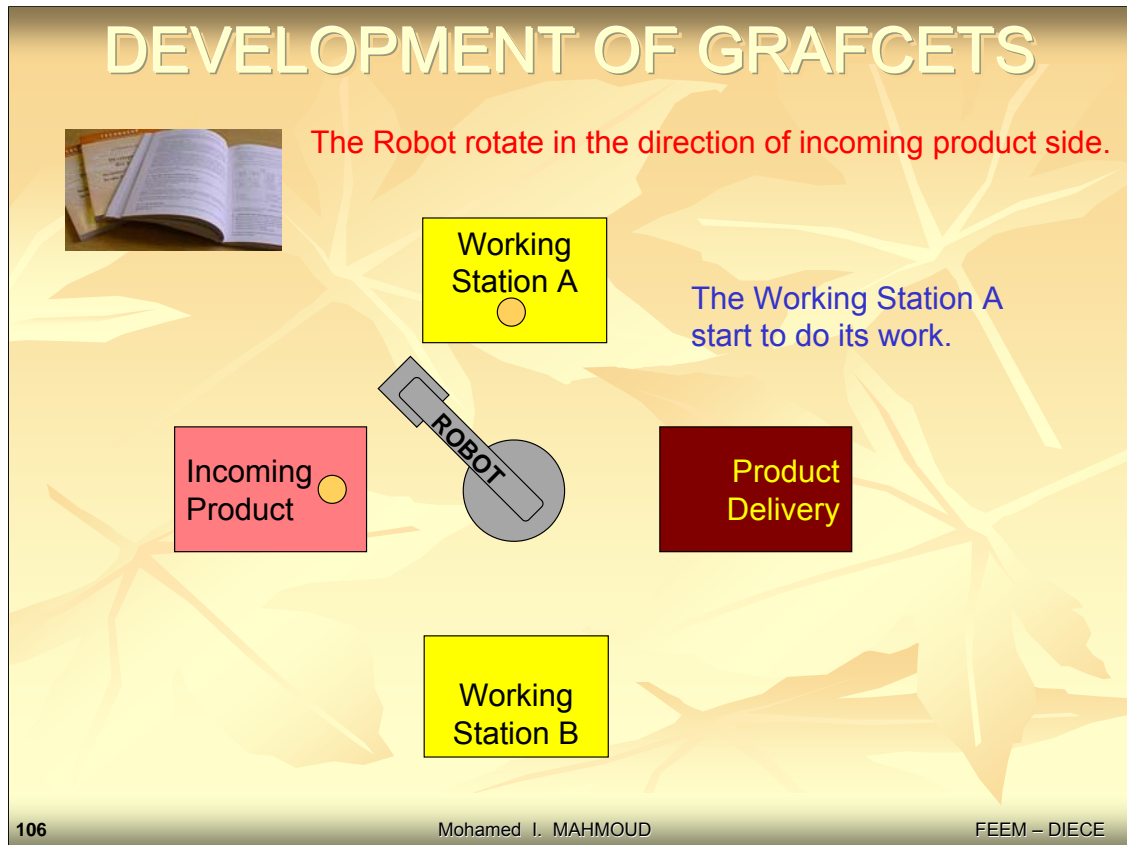 DEVELOPMENT OF GRAFCETS
The Robot rotate in the direction of incoming product side.
Working
Station A
The Working Station A
start to do its work.
ROBOT
Incoming
Product
Product
Delivery
Working
Station B
106
Mohamed I. MAHMOUD
FEEM – DIECE